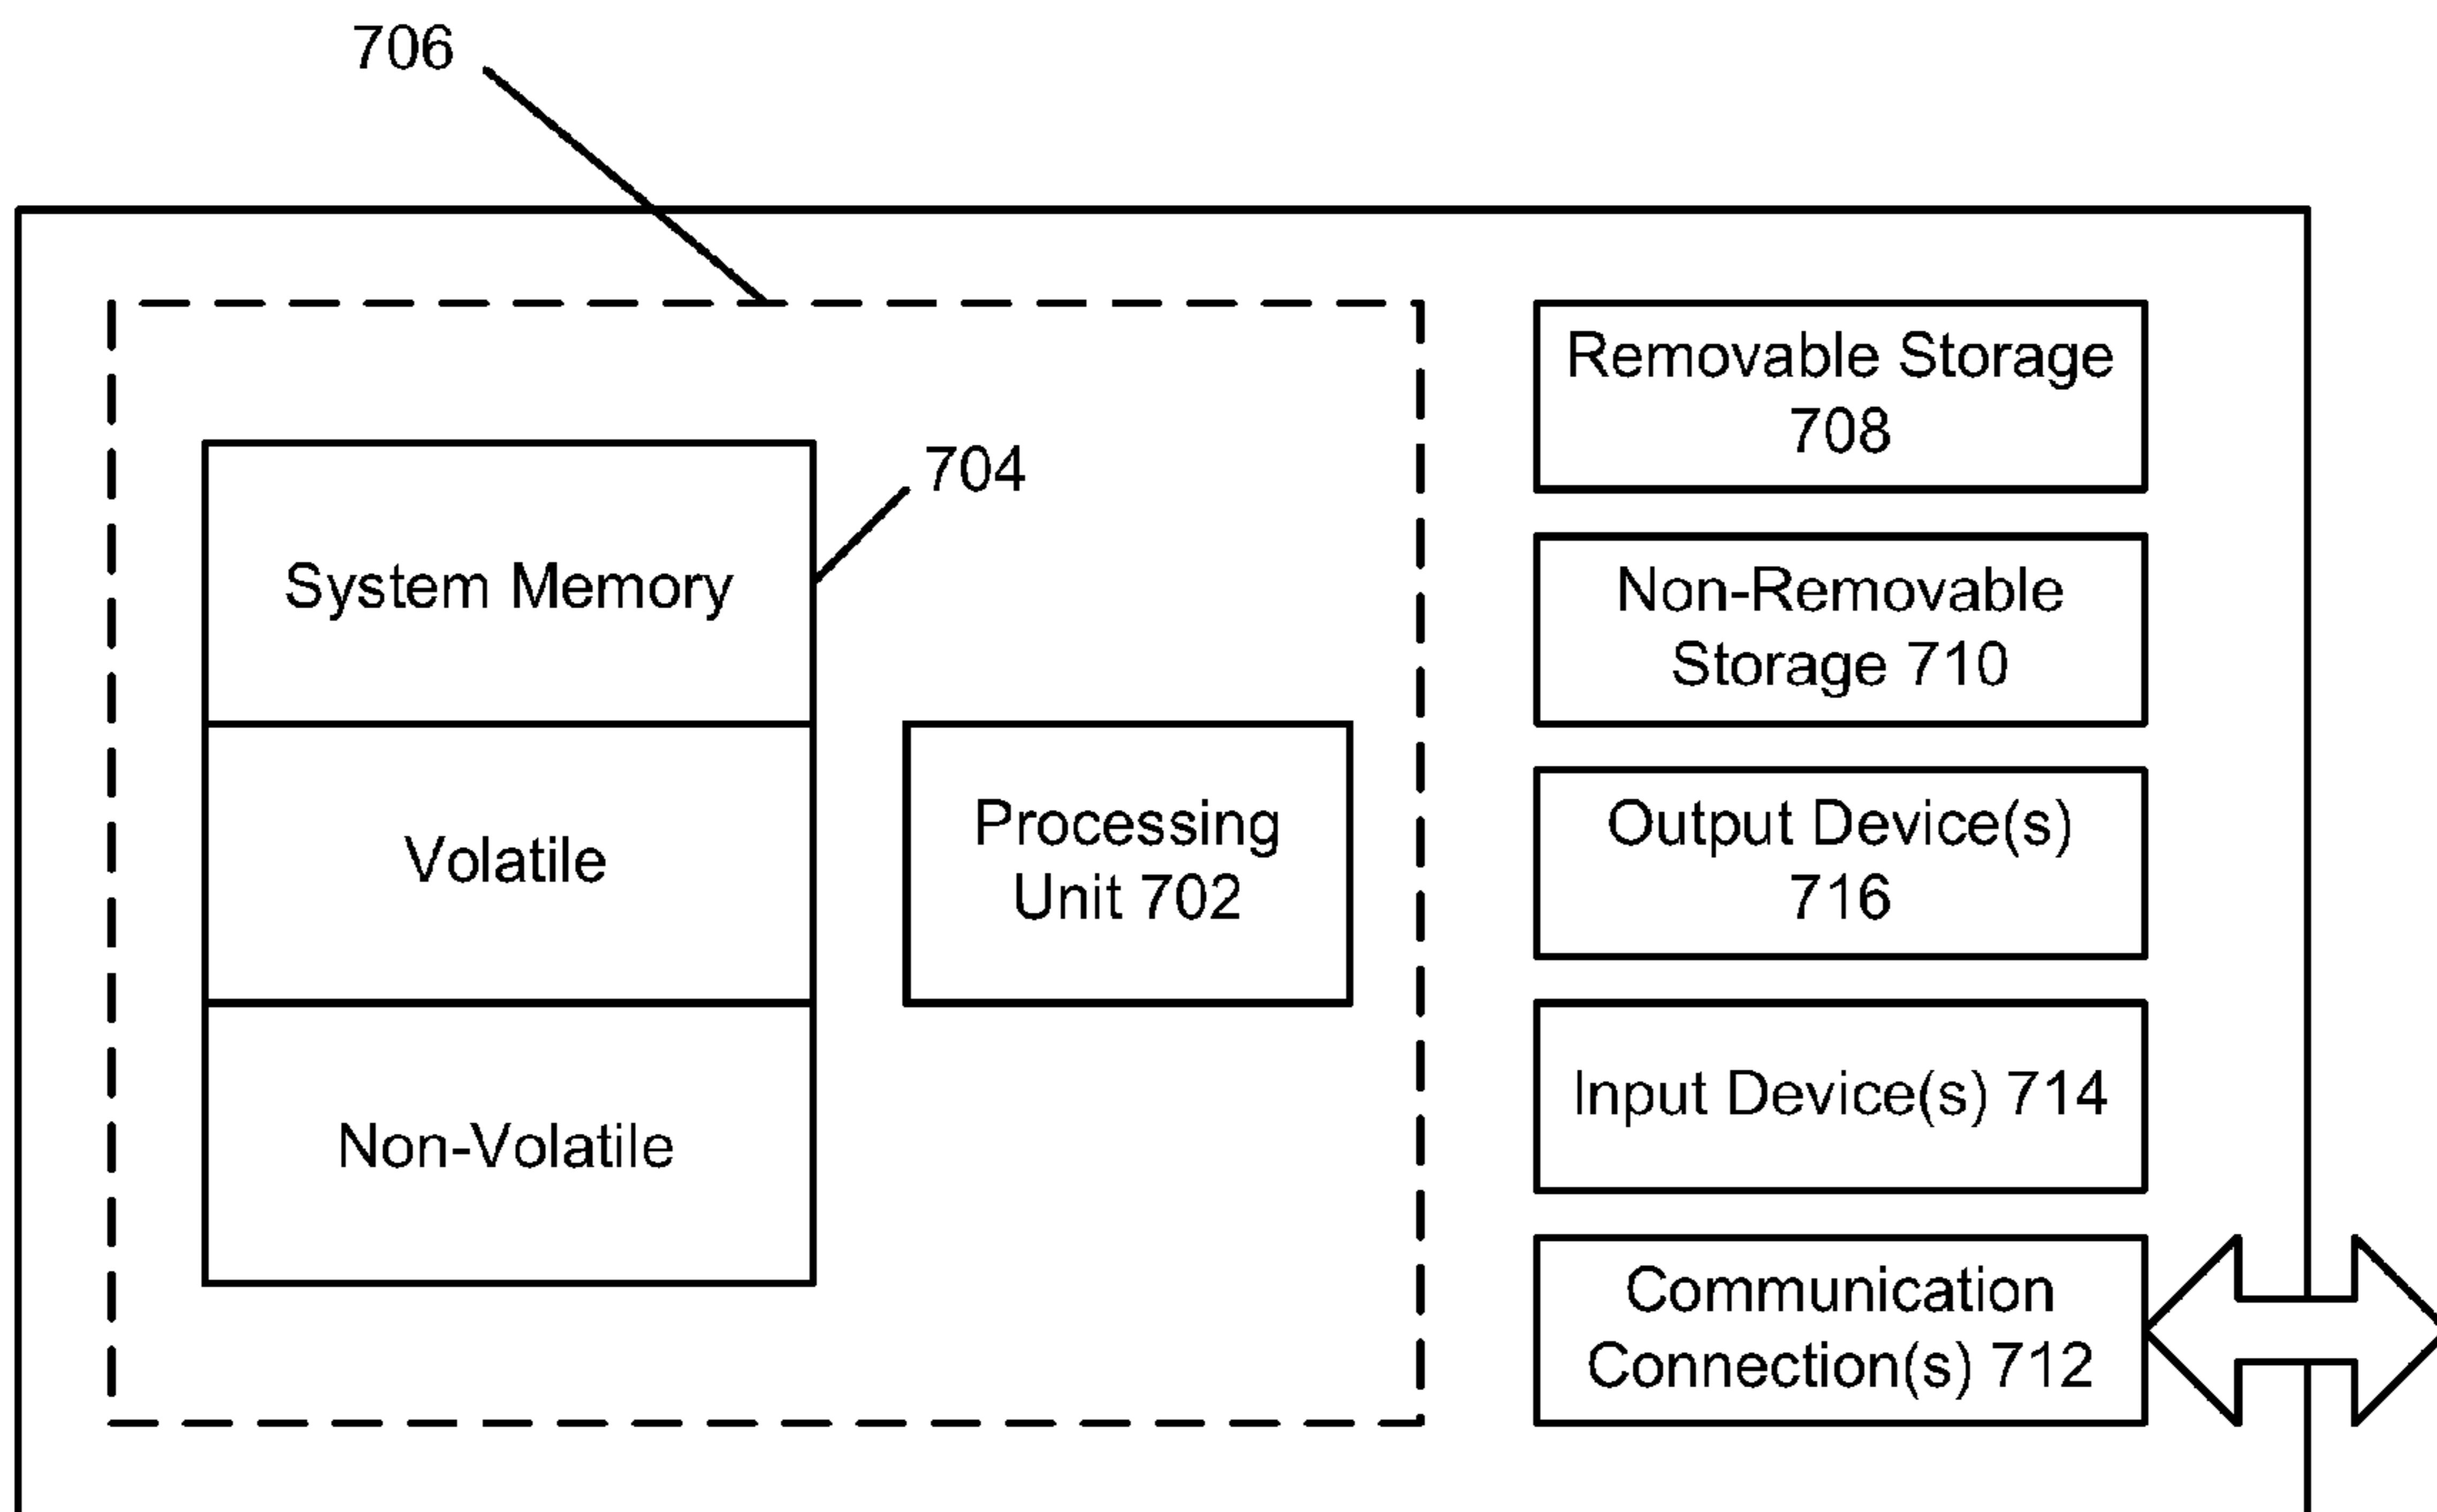 706
704
System Memory
Volatile
Non-Volatile
Processing
Unit 702
Removable Storage
708
Non-Removable
Storage 710
Output Device(s)
716
Input Device(s) 714
Communication
Connection(s) 712